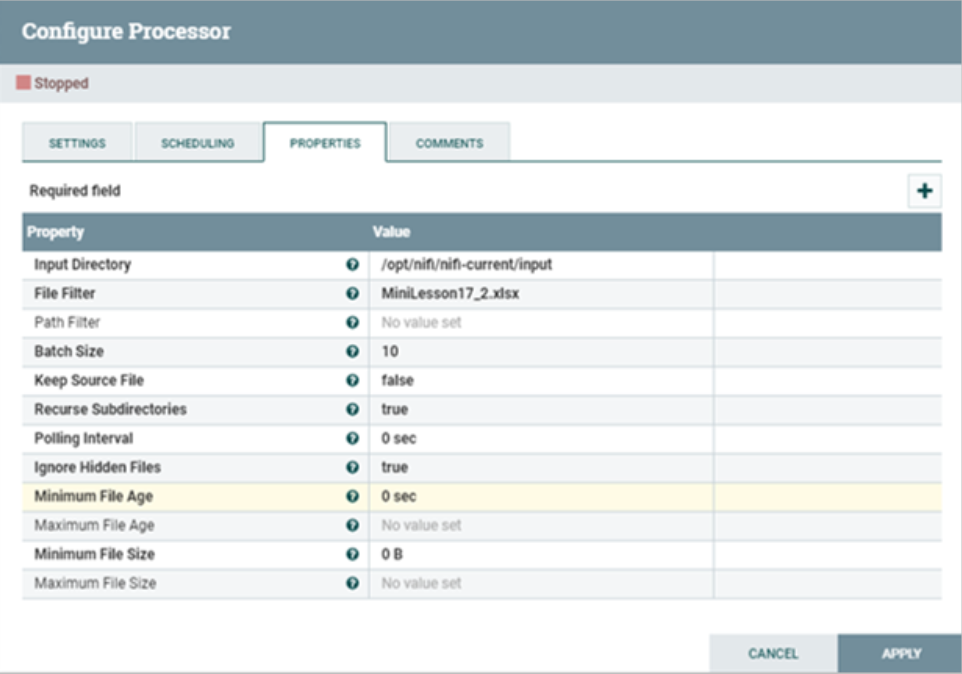 Configure Processor
Stopped
SETTINGS SCHEDULING PROPERTIES COMMENTS
Required field
Property Value
Input Directory /opt/nifi/nifi-current/input
File Filter MiniLesson17_2.xlsx
Path Filter No value set
Batch Size 10
Keep Source File false
Recurse Subdirectories true
Polling Interval 0 sec
Ignore Hidden Files true
Minimum File Age 0 sec
Maximum File Age No value set
Minimum File Size 0 B
Maximum File Size No value set
CANCEL APPLY